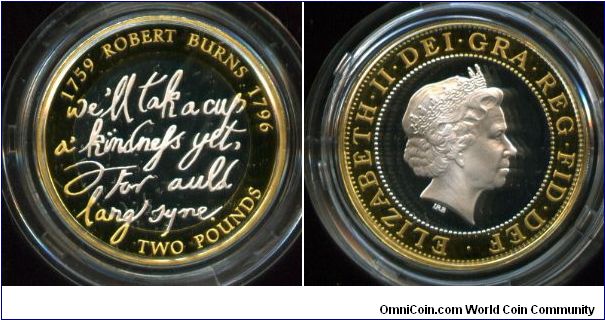 1759 ROBERT BURNS 1796
we'll tak a cup
a' kindness yet,
For auld
lang syne.
TWO POUNDS
ELIZABETH·II·DEI·GRA·REG·FID·DEF
IRB
OmniCoin.com World Coin Community